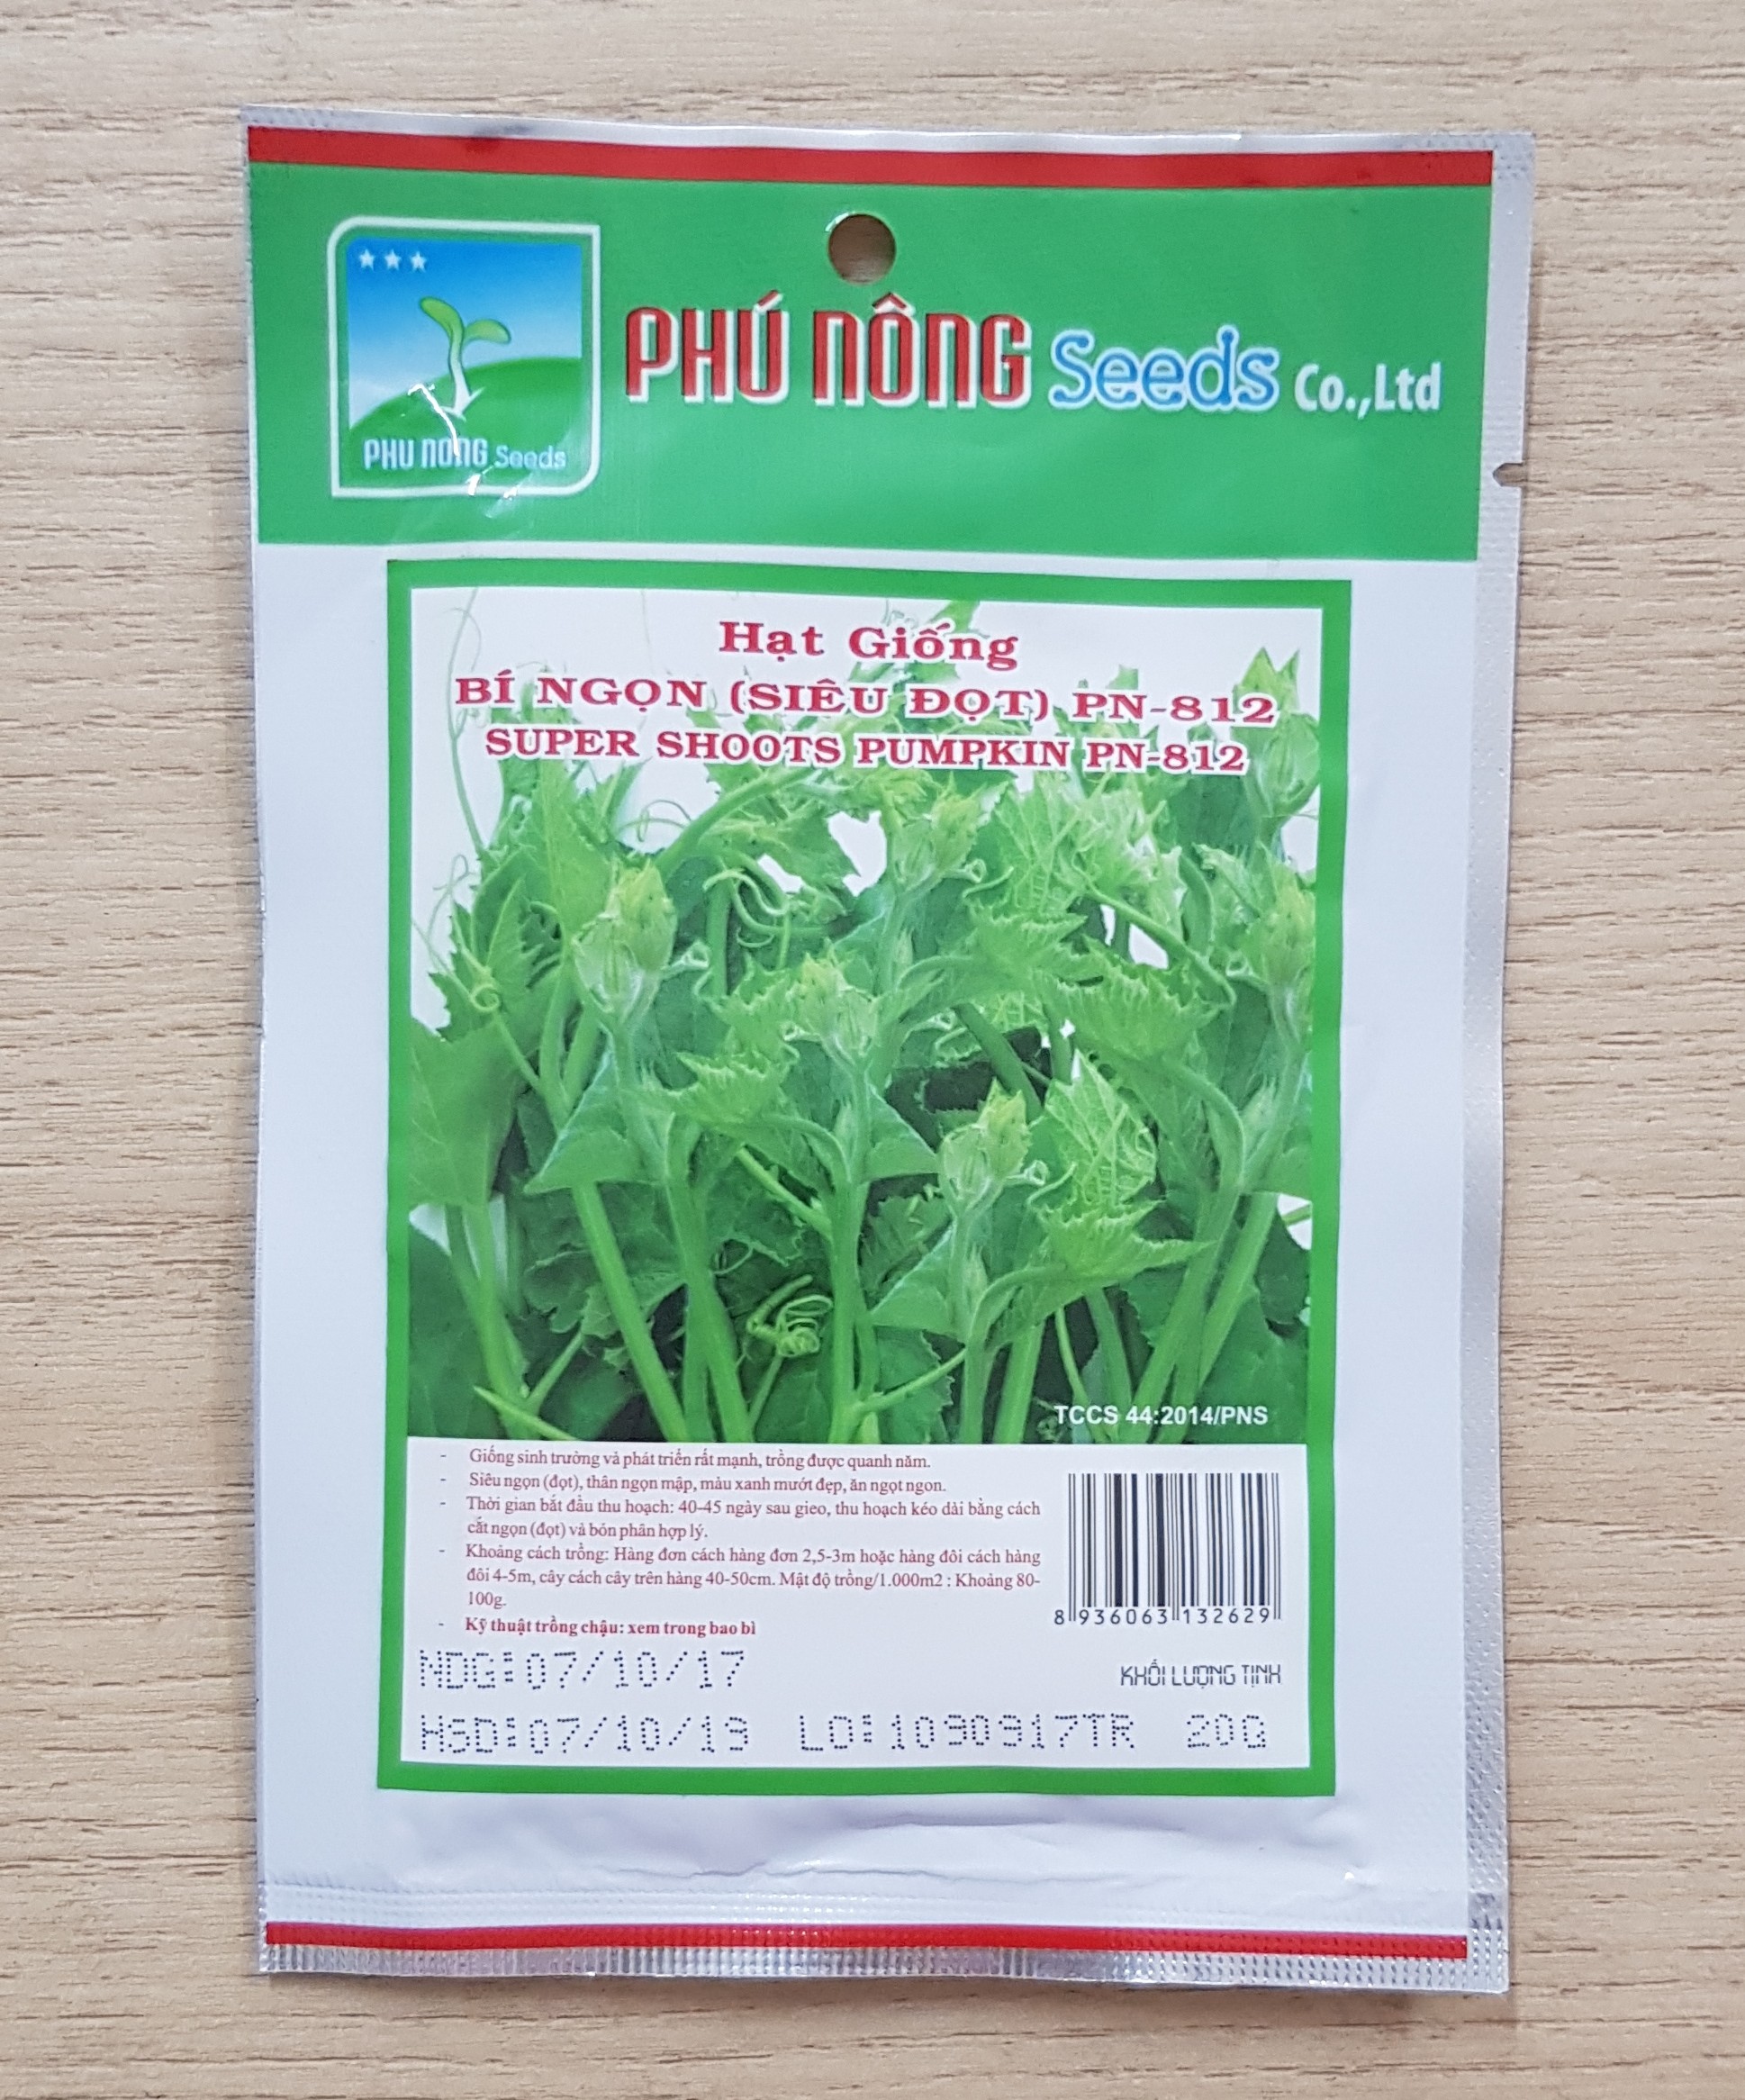 PHU NONG Seeds
PHÚ NÔNG Seeds Co.,Ltd
Hạt Giống
BÍ NGỌN (SIÊU ĐỌT) PN-812
SUPER SHOOTS PUMPKIN PN-812
TCCS 44:2014/PNS
- Giống sinh trưởng và phát triển rất mạnh, trồng được quanh năm.
- Siêu ngọn (đọt), thân ngọn mập, màu xanh mướt đẹp, ăn ngọt ngon.
- Thời gian bắt đầu thu hoạch: 40-45 ngày sau gieo, thu hoạch kéo dài bằng cách
cắt ngọn (đọt) và bón phân hợp lý.
- Khoảng cách trồng: Hàng đơn cách hàng đơn 2,5-3m hoặc hàng đôi cách hàng
đôi 4-5m, cây cách cây trên hàng 40-50cm. Mật độ trồng/1.000m2 : Khoảng 80-
100g.
- Kỹ thuật trồng chậu: xem trong bao bì
8 936063 132629
NDG:07/10/17
KHỐI LƯỢNG TỊNH
HSD:07/10/19 LO:1090917TR 20G